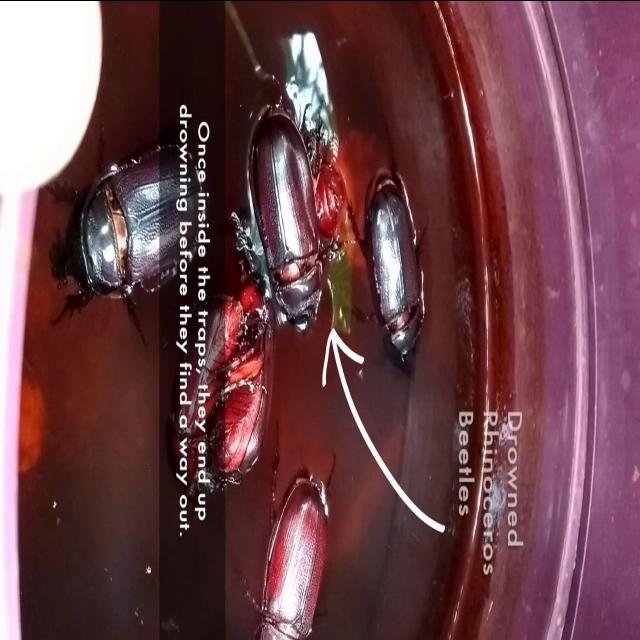 Drowned
Rhinoceros
Beetles
Once inside the traps, they end up
drowning before they find a way out.